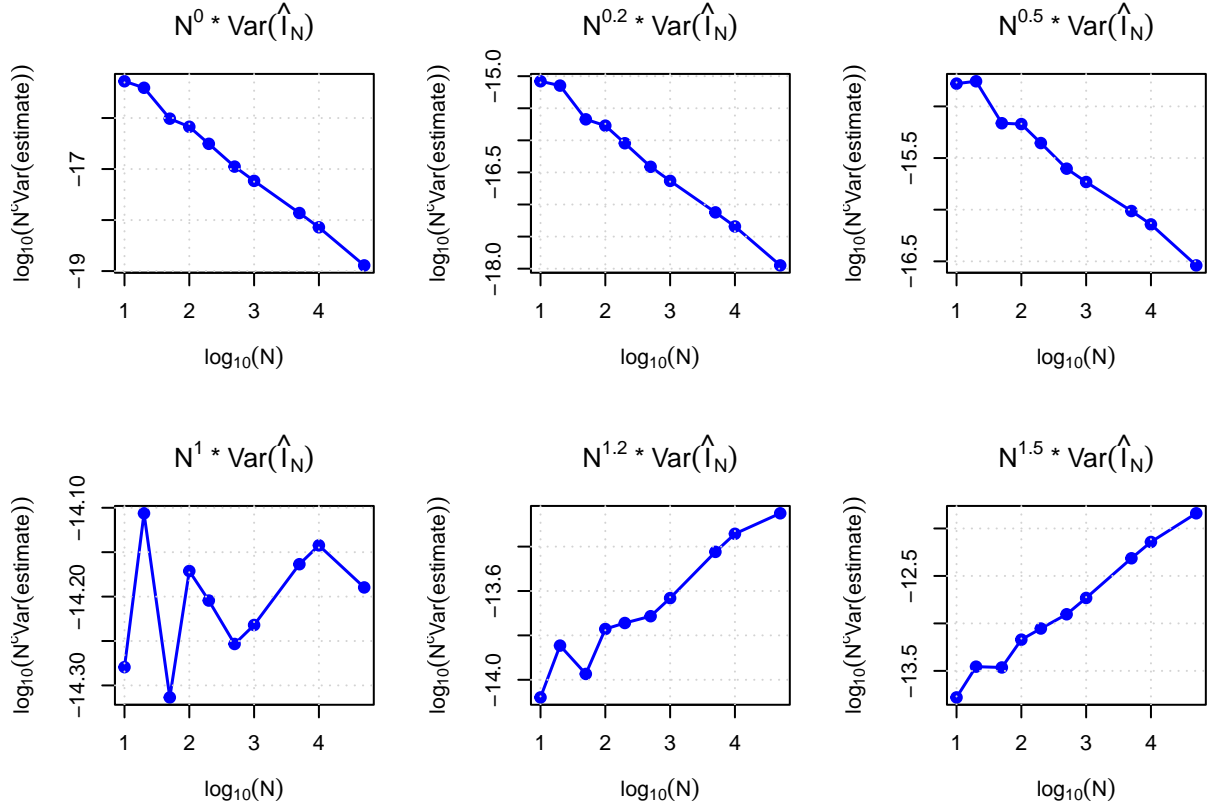 N^0 * Var(Î_N)
log₁₀(N^c Var(estimate))
−17
−19
1 2 3 4
log₁₀(N)
N^0.2 * Var(Î_N)
log₁₀(N^c Var(estimate))
−15.0
−16.5
−18.0
1 2 3 4
log₁₀(N)
N^0.5 * Var(Î_N)
log₁₀(N^c Var(estimate))
−15.5
−16.5
1 2 3 4
log₁₀(N)
N^1 * Var(Î_N)
log₁₀(N^c Var(estimate))
−14.10
−14.20
−14.30
1 2 3 4
log₁₀(N)
N^1.2 * Var(Î_N)
log₁₀(N^c Var(estimate))
−13.6
−14.0
1 2 3 4
log₁₀(N)
N^1.5 * Var(Î_N)
log₁₀(N^c Var(estimate))
−12.5
−13.5
1 2 3 4
log₁₀(N)